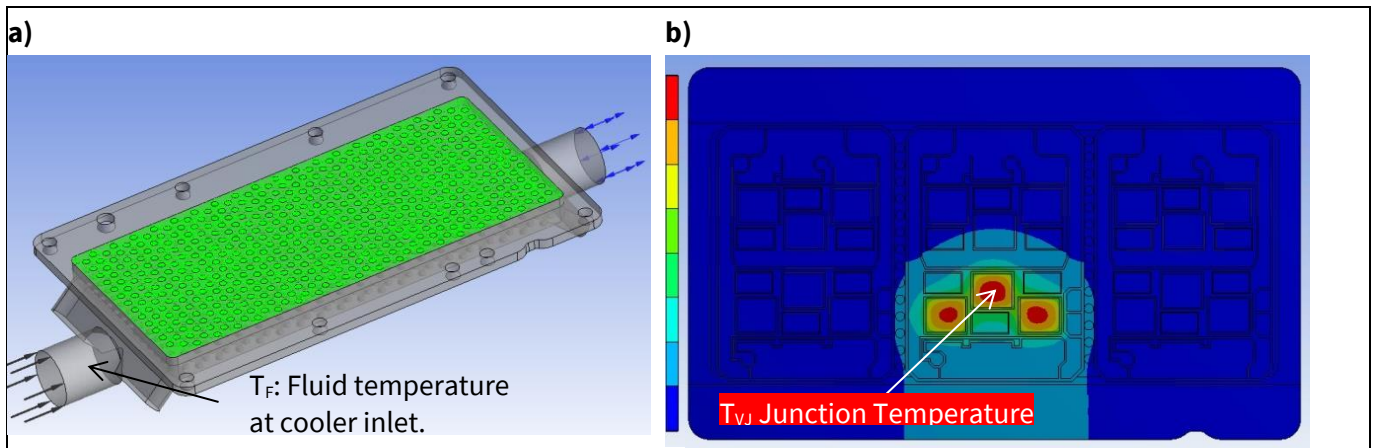 a)
b)
T_F: Fluid temperature
at cooler inlet.
T_VJ Junction Temperature